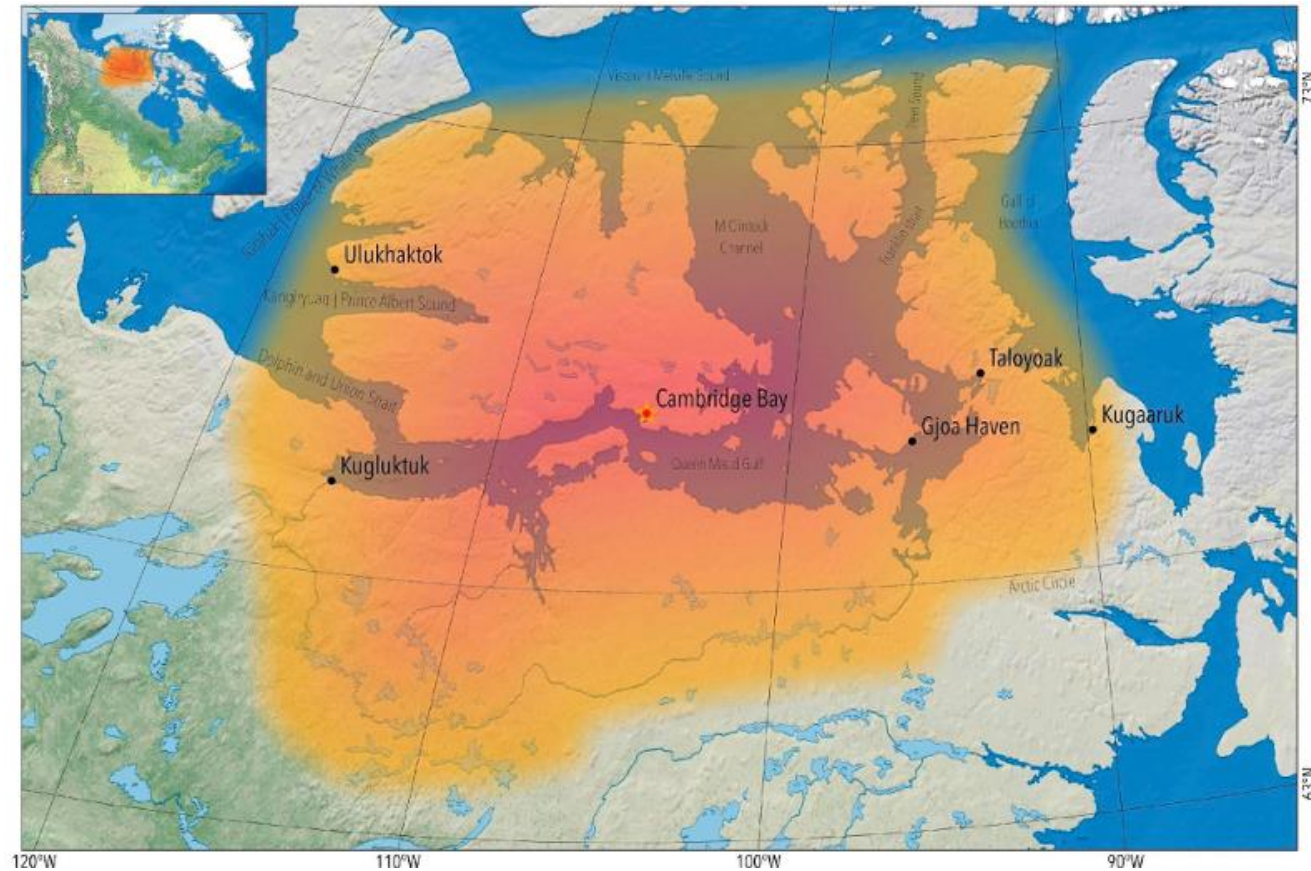 Viscount Melville Sound
Peel Sound
73°N
Gulf of
Boothia
M'Clintock
Channel
Franklin Strait
Ulukhaktok
Kangiryuaq | Prince Albert Sound
Dolphin and Union Strait
Taloyoak
Cambridge Bay
Kugaaruk
Gjoa Haven
Kugluktuk
Queen Maud Gulf
Arctic Circle
63°N
120°W
110°W
100°W
90°W